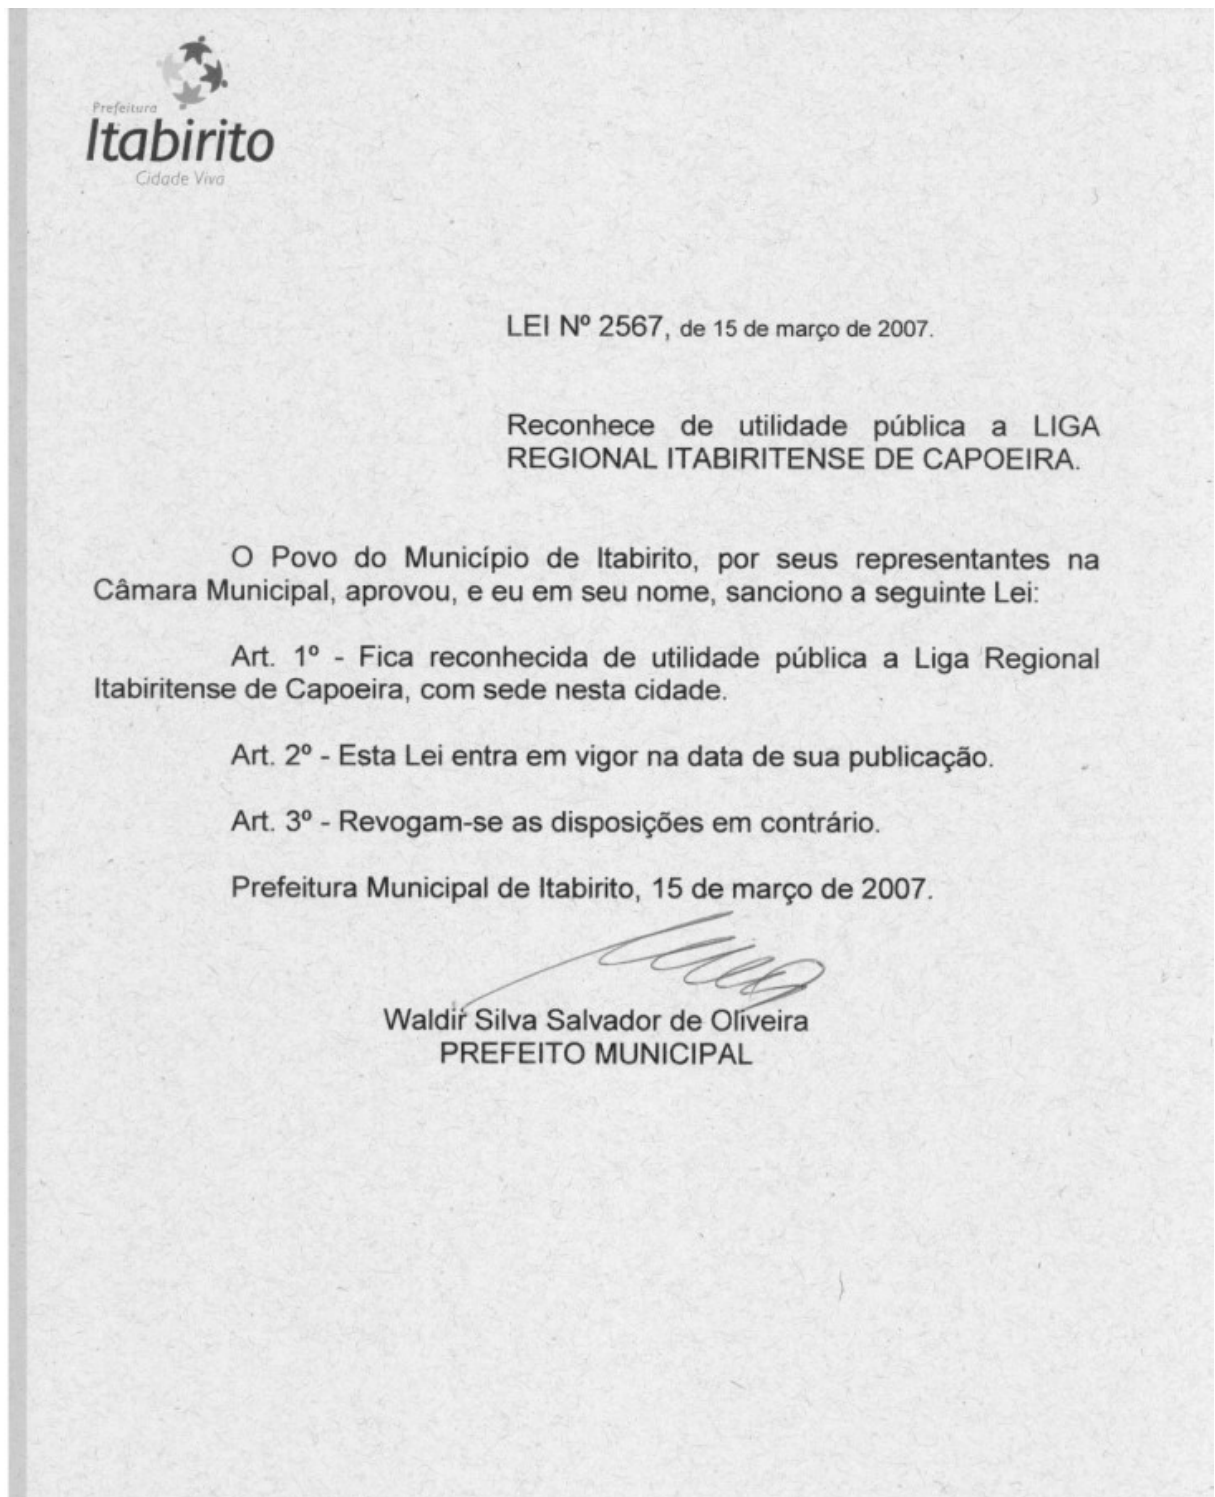 Prefeitura
Itabirito
Cidade Viva
LEI Nº 2567, de 15 de março de 2007.
Reconhece de utilidade pública a LIGA
REGIONAL ITABIRITENSE DE CAPOEIRA.
O Povo do Município de Itabirito, por seus representantes na
Câmara Municipal, aprovou, e eu em seu nome, sanciono a seguinte Lei:
Art. 1º - Fica reconhecida de utilidade pública a Liga Regional
Itabiritense de Capoeira, com sede nesta cidade.
Art. 2º - Esta Lei entra em vigor na data de sua publicação.
Art. 3º - Revogam-se as disposições em contrário.
Prefeitura Municipal de Itabirito, 15 de março de 2007.
Waldir Silva Salvador de Oliveira
PREFEITO MUNICIPAL